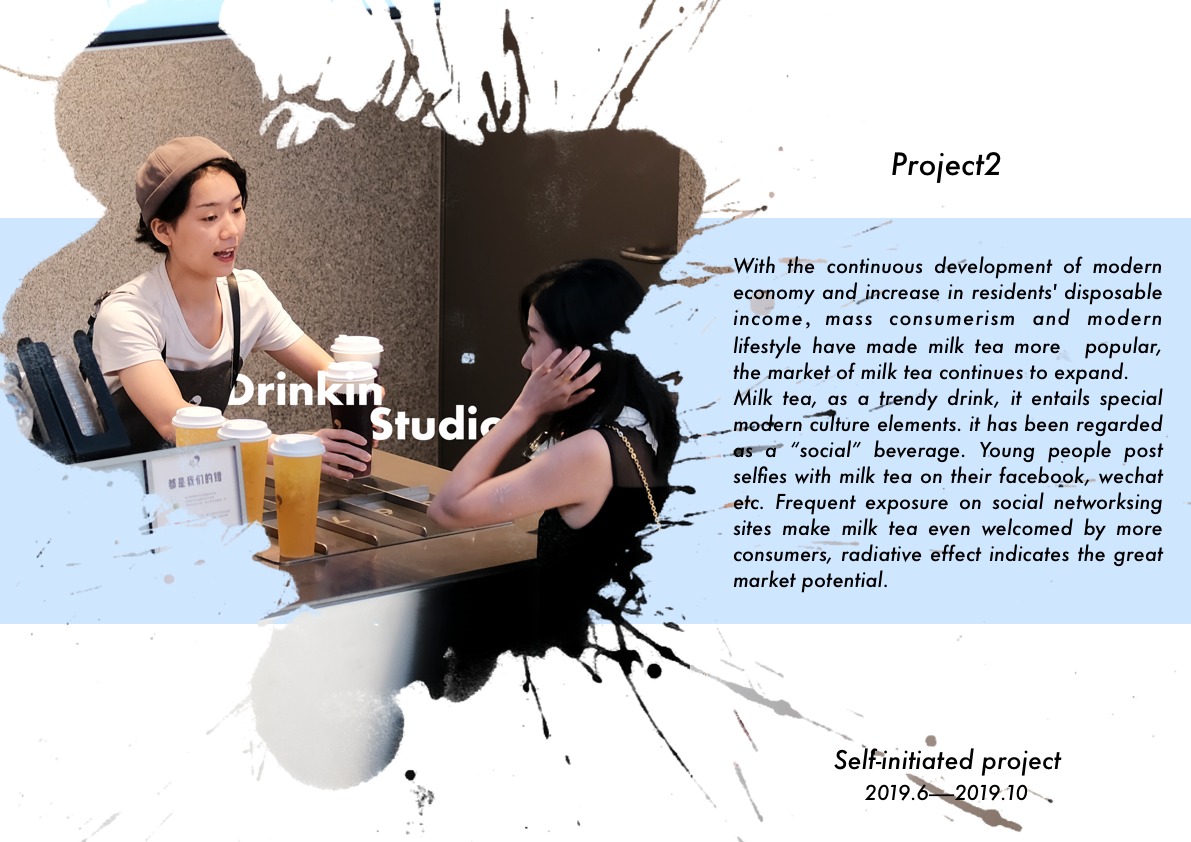 Project2
With the continuous development of modern
economy and increase in residents' disposable
income, mass consumerism and modern
lifestyle have made milk tea more popular,
the market of milk tea continues to expand.
Milk tea, as a trendy drink, it entails special
modern culture elements. it has been regarded
as a “social” beverage. Young people post
selfies with milk tea on their facebook, wechat
etc. Frequent exposure on social networksing
sites make milk tea even welcomed by more
consumers, radiative effect indicates the great
market potential.
Drinkin
Studio
都是我们的错
Self-initiated project
2019.6—2019.10